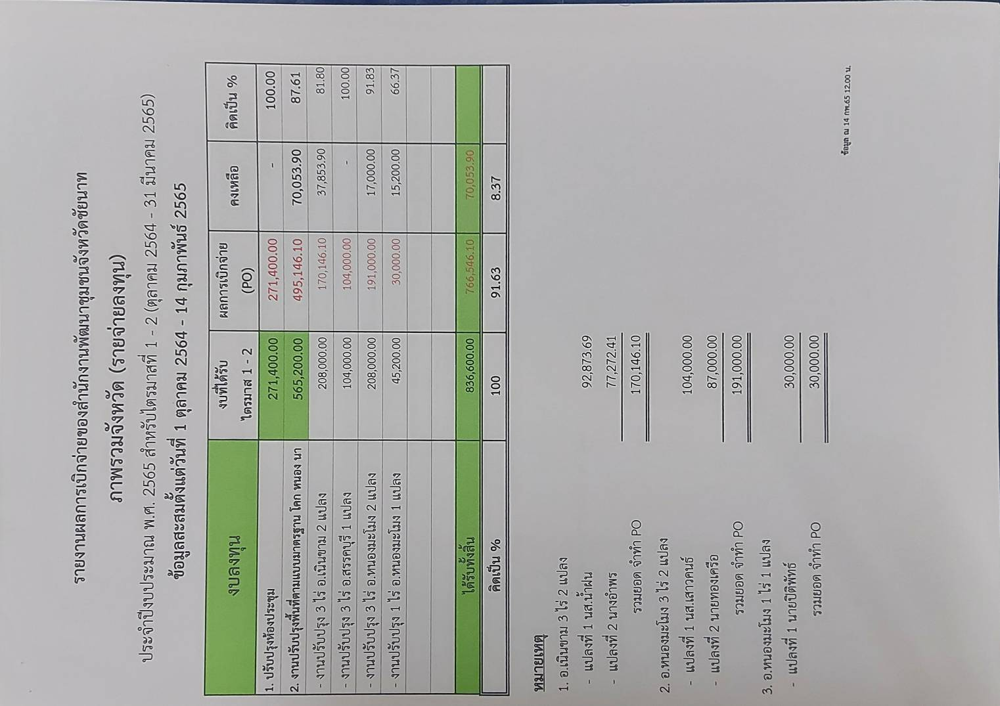 รายงานผลการเบิกจ่ายของสำนักงานพัฒนาชุมชนจังหวัดชัยนาท
ภาพรวมจังหวัด (รายจ่ายลงทุน)
ประจำปีงบประมาณ พ.ศ. 2565 สำหรับไตรมาสที่ 1 - 2 (ตุลาคม 2564 - 31 มีนาคม 2565)
ข้อมูลสะสมตั้งแต่วันที่ 1 ตุลาคม 2564 - 14 กุมภาพันธ์ 2565
งบลงทุน งบที่ได้รับ ไตรมาส 1 - 2 ผลการเบิกจ่าย (PO) คงเหลือ คิดเป็น %
1. ปรับปรุงห้องประชุม 271,400.00 271,400.00 - 100.00
2. งานปรับปรุงพื้นที่ตามแบบมาตรฐาน โคก หนอง นา 565,200.00 495,146.10 70,053.90 87.61
- งานปรับปรุง 3 ไร่ อ.เนินขาม 2 แปลง 208,000.00 170,146.10 37,853.90 81.80
- งานปรับปรุง 3 ไร่ อ.สรรคบุรี 1 แปลง 104,000.00 104,000.00 - 100.00
- งานปรับปรุง 3 ไร่ อ.หนองมะโมง 2 แปลง 208,000.00 191,000.00 17,000.00 91.83
- งานปรับปรุง 1 ไร่ อ.หนองมะโมง 1 แปลง 45,200.00 30,000.00 15,200.00 66.37
ได้รับทั้งสิ้น 836,600.00 766,546.10 70,053.90
คิดเป็น % 100 91.63 8.37
หมายเหตุ
1. อ.เนินขาม 3 ไร่ 2 แปลง
- แปลงที่ 1 นส.น้ำฝน 92,873.69
- แปลงที่ 2 นางอำพร 77,272.41
รวมยอด จำทำ PO 170,146.10
2. อ.หนองมะโมง 3 ไร่ 2 แปลง
- แปลงที่ 1 นส.เสาวคนธ์ 104,000.00
- แปลงที่ 2 นายทองเครือ 87,000.00
รวมยอด จำทำ PO 191,000.00
3. อ.หนองมะโมง 1 ไร่ 1 แปลง
- แปลงที่ 1 นายปิติพัทธ์ 30,000.00
รวมยอด จำทำ PO 30,000.00
ข้อมูล ณ 14 กพ.65 12.00 น.